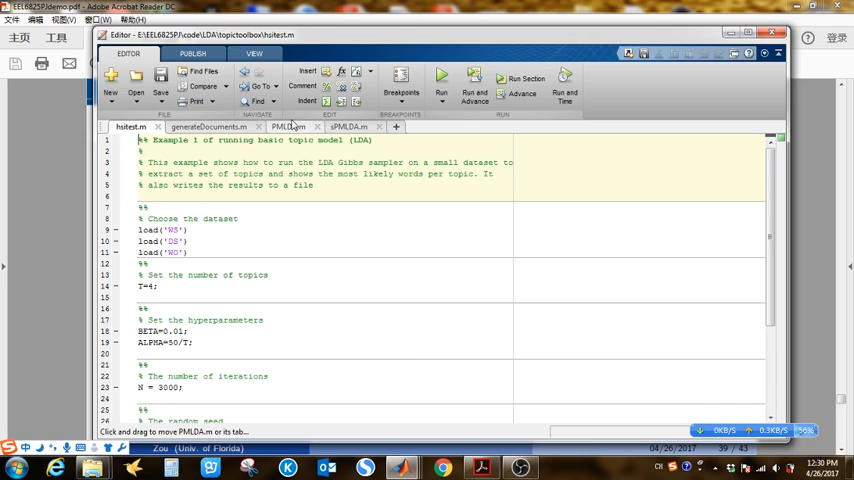 EEL6825PJdemo.pdf - Adobe Acrobat Reader DC
文件 编辑 视图(V) 窗口(W) 帮助(H)
主页 工具
登录
Editor - E:\EEL6825PJ\code\LDA\topictoolbox\hsitest.m
EDITOR PUBLISH VIEW
New Open Save
Find Files
Compare
Print
Go To
Find
Insert fx
Comment
Indent
Breakpoints
Run Run and Advance
Run Section
Advance
Run and Time
FILE NAVIGATE EDIT BREAKPOINTS RUN
hsitest.m generateDocuments.m PMLDA.m sPMLDA.m
1 %% Example 1 of running basic topic model (LDA)
2 %
3 % This example shows how to run the LDA Gibbs sampler on a small dataset to
4 % extract a set of topics and shows the most likely words per topic. It
5 % also writes the results to a file
6
7 %%
8 % Choose the dataset
9 load('WS')
10 load('DS')
11 load('WO')
12 %%
13 % Set the number of topics
14 T=4;
15
16 %%
17 % Set the hyperparameters
18 BETA=0.01;
19 ALPHA=50/T;
20
21 %%
22 % The number of iterations
23 N = 3000;
24
25 %%
26 % The random seed
Click and drag to move PMLDA.m or its tab...
0KB/S 0.3KB/S 56%
Zou (Univ. of Florida) 04/26/2017 39 / 43
中
CH
12:30 PM
4/26/2017